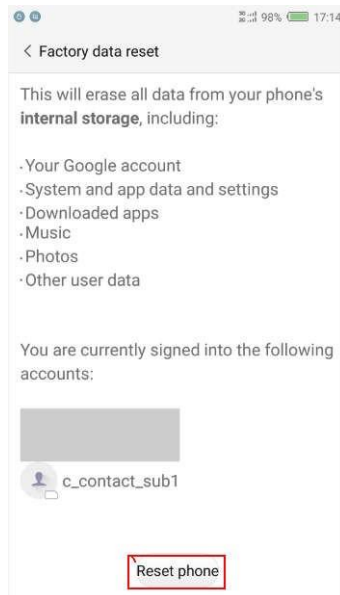 98% 17:14
< Factory data reset
This will erase all data from your phone's
internal storage, including:
·Your Google account
·System and app data and settings
·Downloaded apps
·Music
·Photos
·Other user data
You are currently signed into the following
accounts:
c_contact_sub1
Reset phone